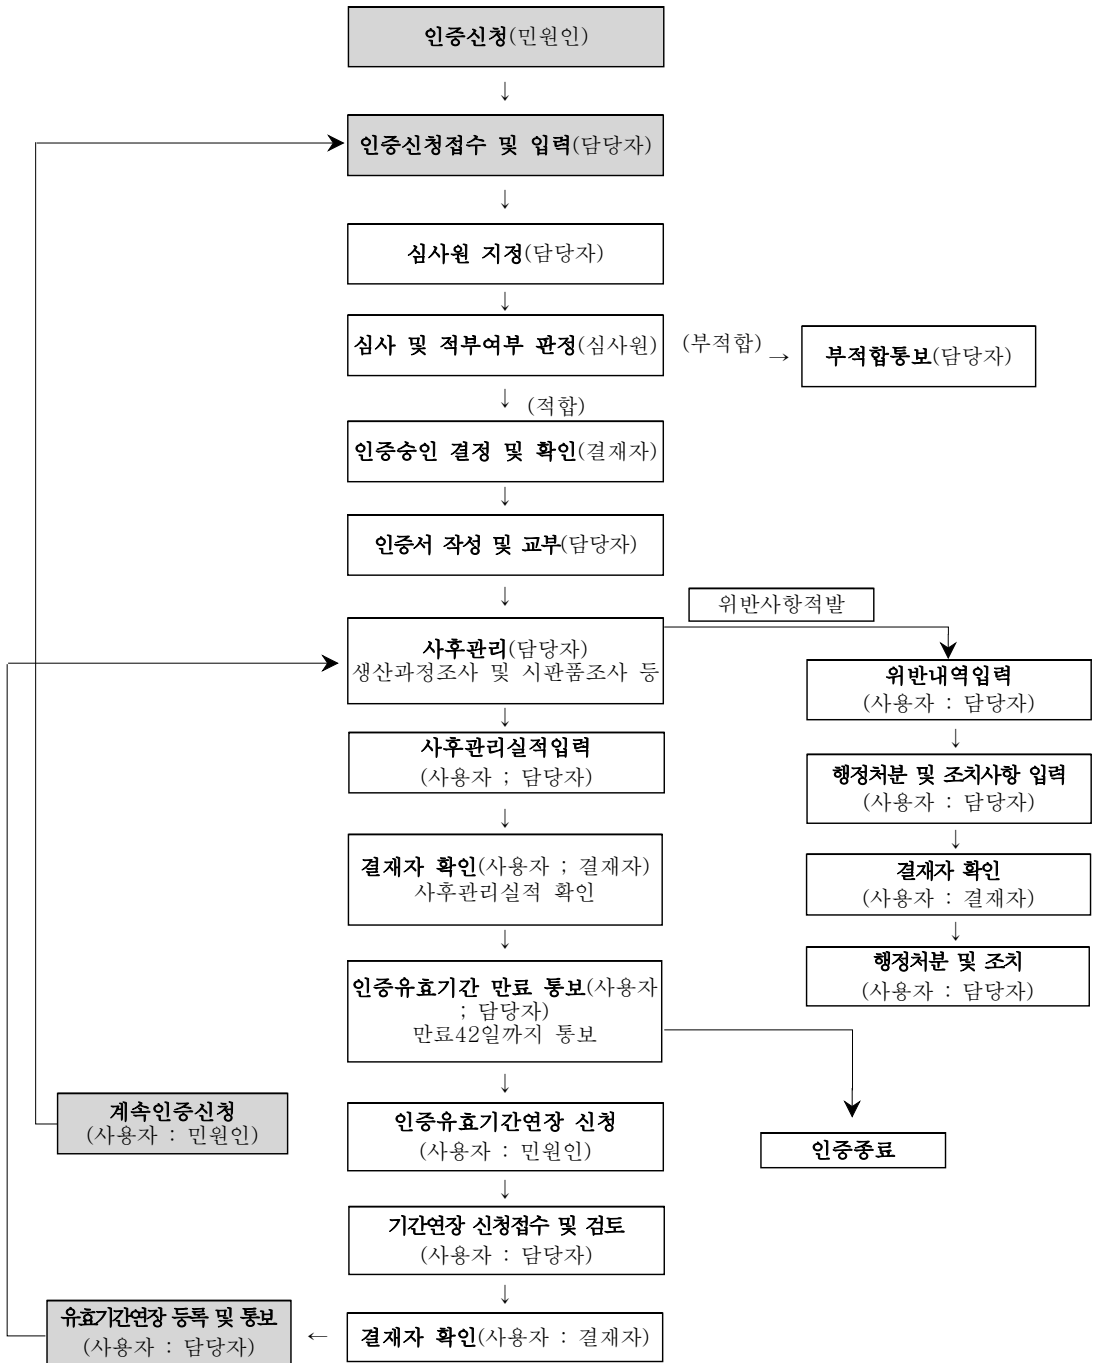 인증신청(민원인)
↓
인증신청접수 및 입력(담당자)
↓
심사원 지정(담당자)
↓
심사 및 적부여부 판정(심사원)
(부적합)
→
부적합통보(담당자)
↓ (적합)
인증승인 결정 및 확인(결재자)
↓
인증서 작성 및 교부(담당자)
↓
위반사항적발
사후관리(담당자)
생산과정조사 및 시판품조사 등
↓
사후관리실적입력
(사용자 ; 담당자)
↓
결재자 확인(사용자 ; 결재자)
사후관리실적 확인
↓
인증유효기간 만료 통보(사용자
; 담당자)
만료42일까지 통보
↓
위반내역입력
(사용자 : 담당자)
↓
행정처분 및 조치사항 입력
(사용자 : 담당자)
↓
결재자 확인
(사용자 : 결재자)
↓
행정처분 및 조치
(사용자 : 담당자)
계속인증신청
(사용자 : 민원인)
인증유효기간연장 신청
(사용자 : 민원인)
인증종료
↓
기간연장 신청접수 및 검토
(사용자 : 담당자)
↓
유효기간연장 등록 및 통보
(사용자 : 담당자)
←
결재자 확인(사용자 : 결재자)